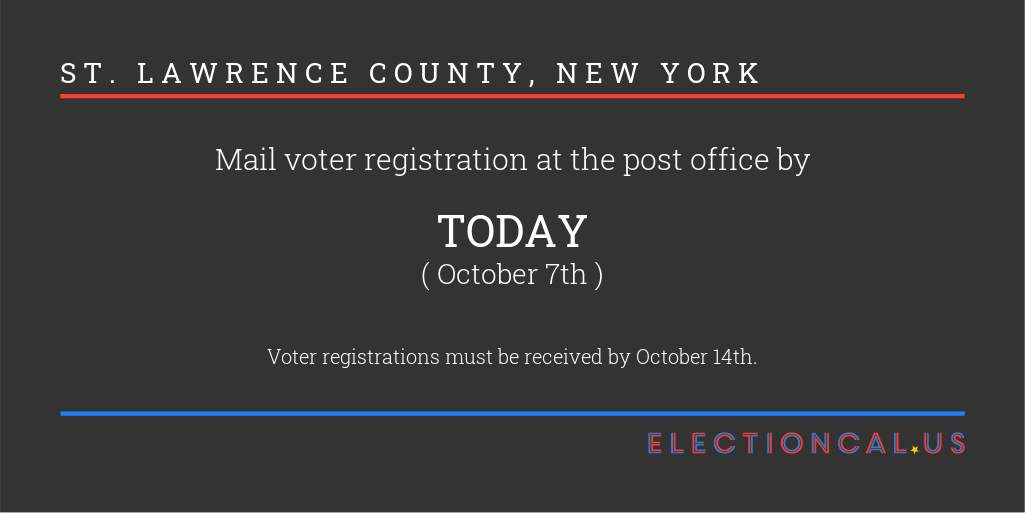 ST. LAWRENCE COUNTY, NEW YORK
Mail voter registration at the post office by
TODAY
( October 7th )
Voter registrations must be received by October 14th.
ELECTIONCAL.US